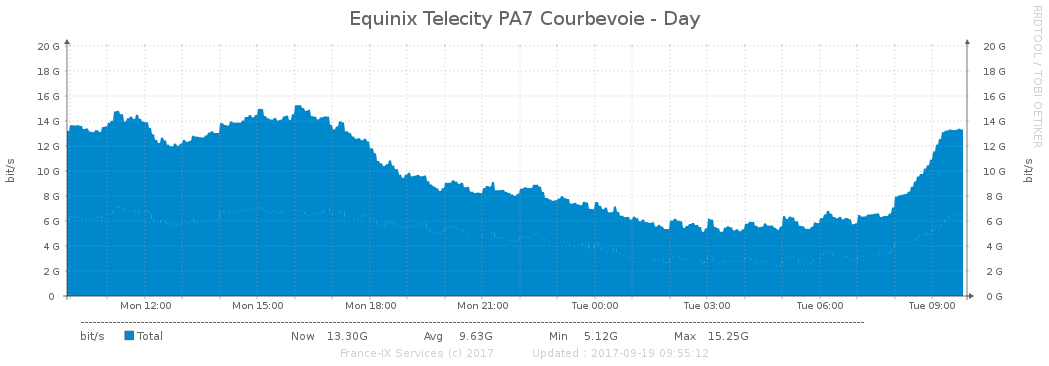 Equinix Telecity PA7 Courbevoie - Day
RRDTOOL / TOBI OETIKER
bit/s
20 G 20 G
18 G 18 G
16 G 16 G
14 G 14 G
12 G 12 G
10 G 10 G
8 G 8 G
6 G 6 G
4 G 4 G
2 G 2 G
0 0 G
bit/s
Mon 12:00 Mon 15:00 Mon 18:00 Mon 21:00 Tue 00:00 Tue 03:00 Tue 06:00 Tue 09:00
bit/s Total Now 13.30G Avg 9.63G Min 5.12G Max 15.25G
France-IX Services (c) 2017 Updated : 2017-09-19 09:55:12